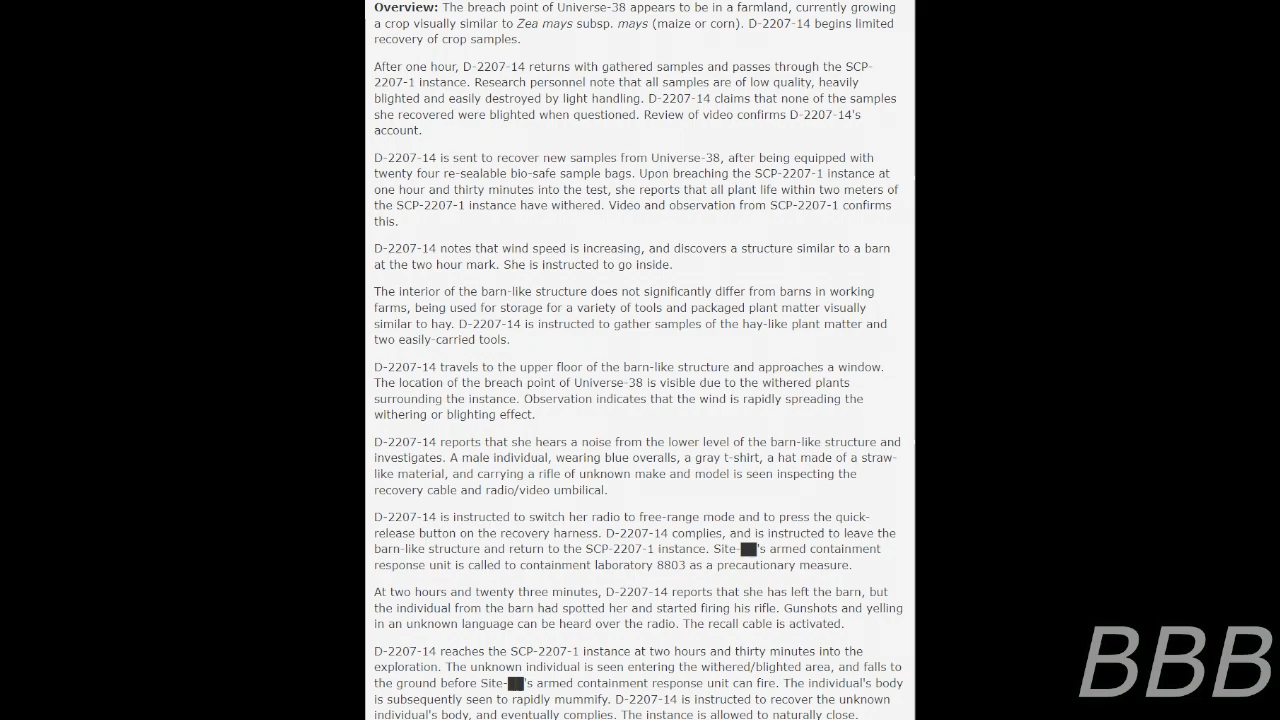 Overview: The breach point of Universe-38 appears to be in a farmland, currently growing
a crop visually similar to Zea mays subsp. mays (maize or corn). D-2207-14 begins limited
recovery of crop samples.
After one hour, D-2207-14 returns with gathered samples and passes through the SCP-
2207-1 instance. Research personnel note that all samples are of low quality, heavily
blighted and easily destroyed by light handling. D-2207-14 claims that none of the samples
she recovered were blighted when questioned. Review of video confirms D-2207-14's
account.
D-2207-14 is sent to recover new samples from Universe-38, after being equipped with
twenty four re-sealable bio-safe sample bags. Upon breaching the SCP-2207-1 instance at
one hour and thirty minutes into the test, she reports that all plant life within two meters of
the SCP-2207-1 instance have withered. Video and observation from SCP-2207-1 confirms
this.
D-2207-14 notes that wind speed is increasing, and discovers a structure similar to a barn
at the two hour mark. She is instructed to go inside.
The interior of the barn-like structure does not significantly differ from barns in working
farms, being used for storage for a variety of tools and packaged plant matter visually
similar to hay. D-2207-14 is instructed to gather samples of the hay-like plant matter and
two easily-carried tools.
D-2207-14 travels to the upper floor of the barn-like structure and approaches a window.
The location of the breach point of Universe-38 is visible due to the withered plants
surrounding the instance. Observation indicates that the wind is rapidly spreading the
withering or blighting effect.
D-2207-14 reports that she hears a noise from the lower level of the barn-like structure and
investigates. A male individual, wearing blue overalls, a gray t-shirt, a hat made of a straw-
like material, and carrying a rifle of unknown make and model is seen inspecting the
recovery cable and radio/video umbilical.
D-2207-14 is instructed to switch her radio to free-range mode and to press the quick-
release button on the recovery harness. D-2207-14 complies, and is instructed to leave the
barn-like structure and return to the SCP-2207-1 instance. Site-██'s armed containment
response unit is called to containment laboratory 8803 as a precautionary measure.
At two hours and twenty three minutes, D-2207-14 reports that she has left the barn, but
the individual from the barn had spotted her and started firing his rifle. Gunshots and yelling
in an unknown language can be heard over the radio. The recall cable is activated.
D-2207-14 reaches the SCP-2207-1 instance at two hours and thirty minutes into the
exploration. The unknown individual is seen entering the withered/blighted area, and falls to
the ground before Site-██'s armed containment response unit can fire. The individual's body
is subsequently seen to rapidly mummify. D-2207-14 is instructed to recover the unknown
individual's body, and eventually complies. The instance is allowed to naturally close.
BBB